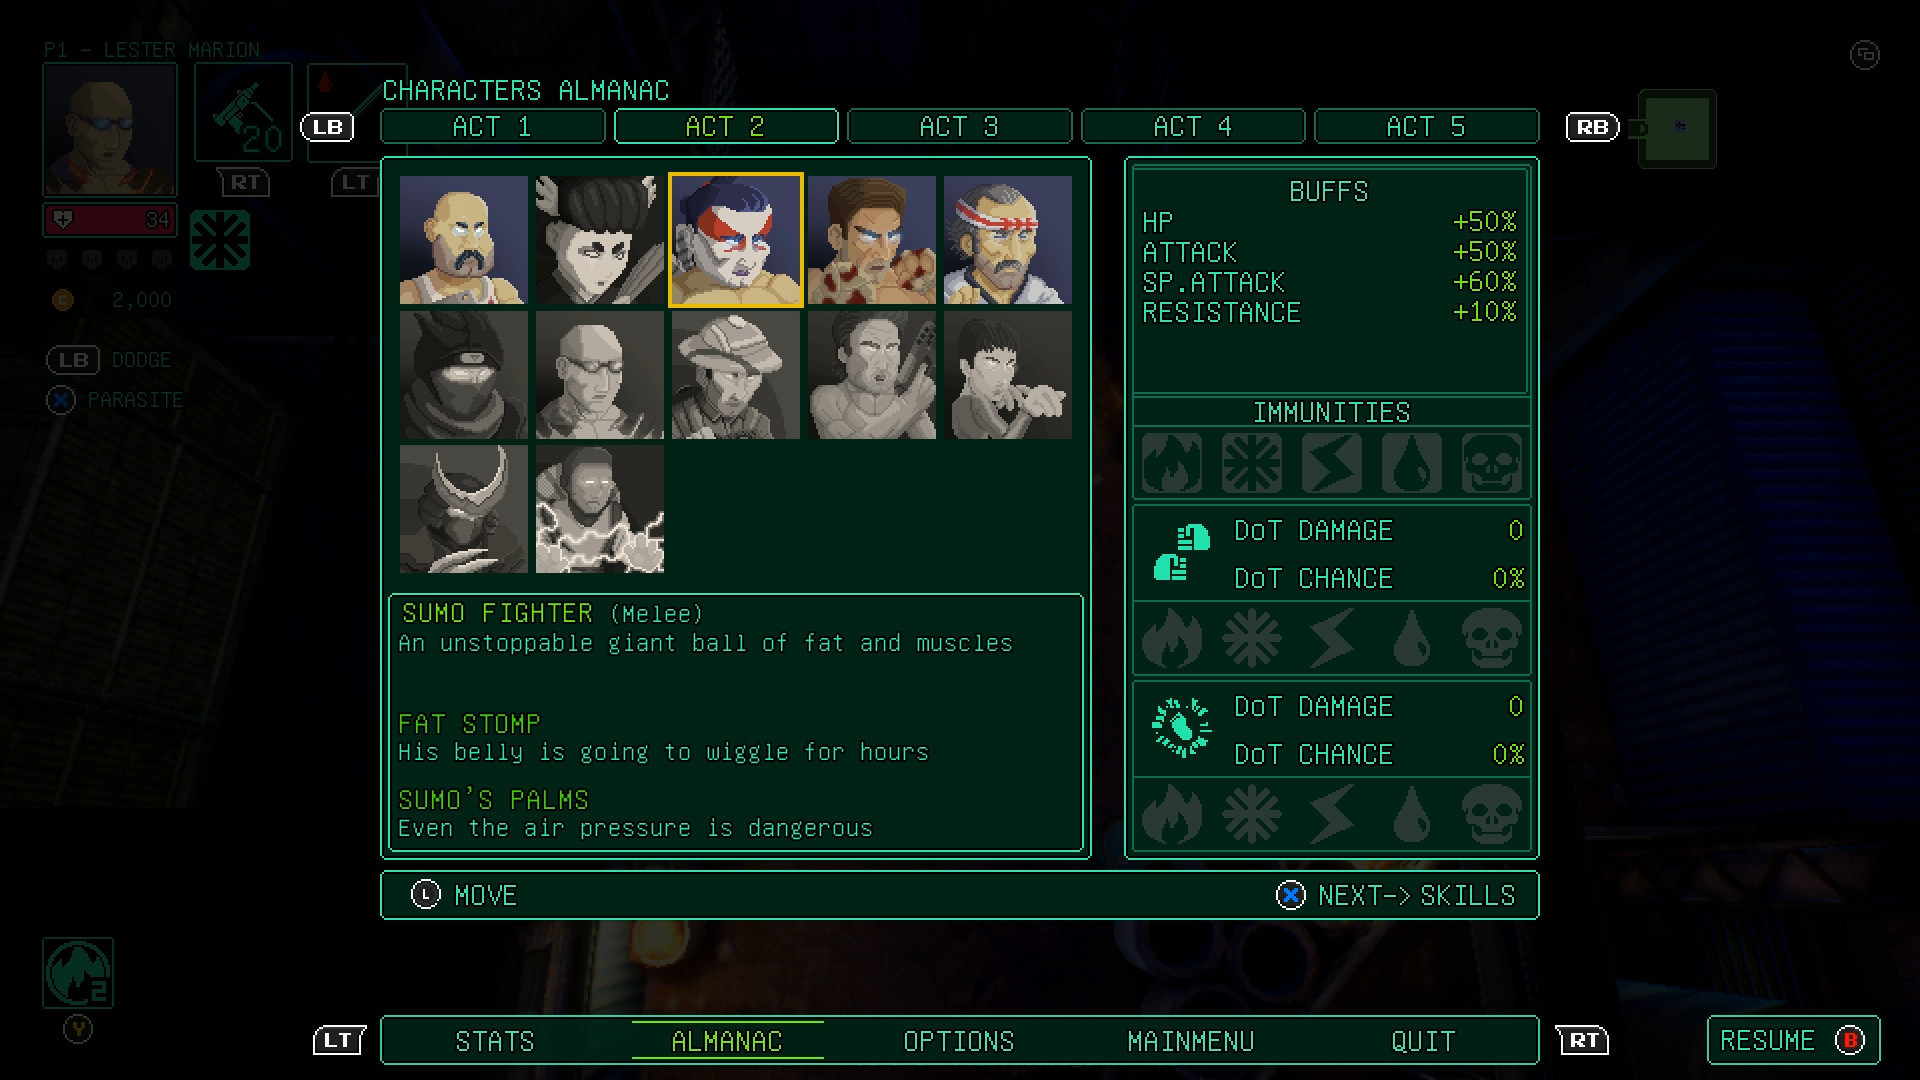 P1 - LESTER MARION
20
LB
RT
LT
34
2,000
LB DODGE
X PARASITE
2
Y
CHARACTERS ALMANAC
ACT 1
ACT 2
ACT 3
ACT 4
ACT 5
RB
SUMO FIGHTER (Melee)
An unstoppable giant ball of fat and muscles
FAT STOMP
His belly is going to wiggle for hours
SUMO'S PALMS
Even the air pressure is dangerous
BUFFS
HP +50%
ATTACK +50%
SP.ATTACK +60%
RESISTANCE +10%
IMMUNITIES
DoT DAMAGE 0
DoT CHANCE 0%
DoT DAMAGE 0
DoT CHANCE 0%
L MOVE
X NEXT-> SKILLS
LT
STATS
ALMANAC
OPTIONS
MAINMENU
QUIT
RT
RESUME B